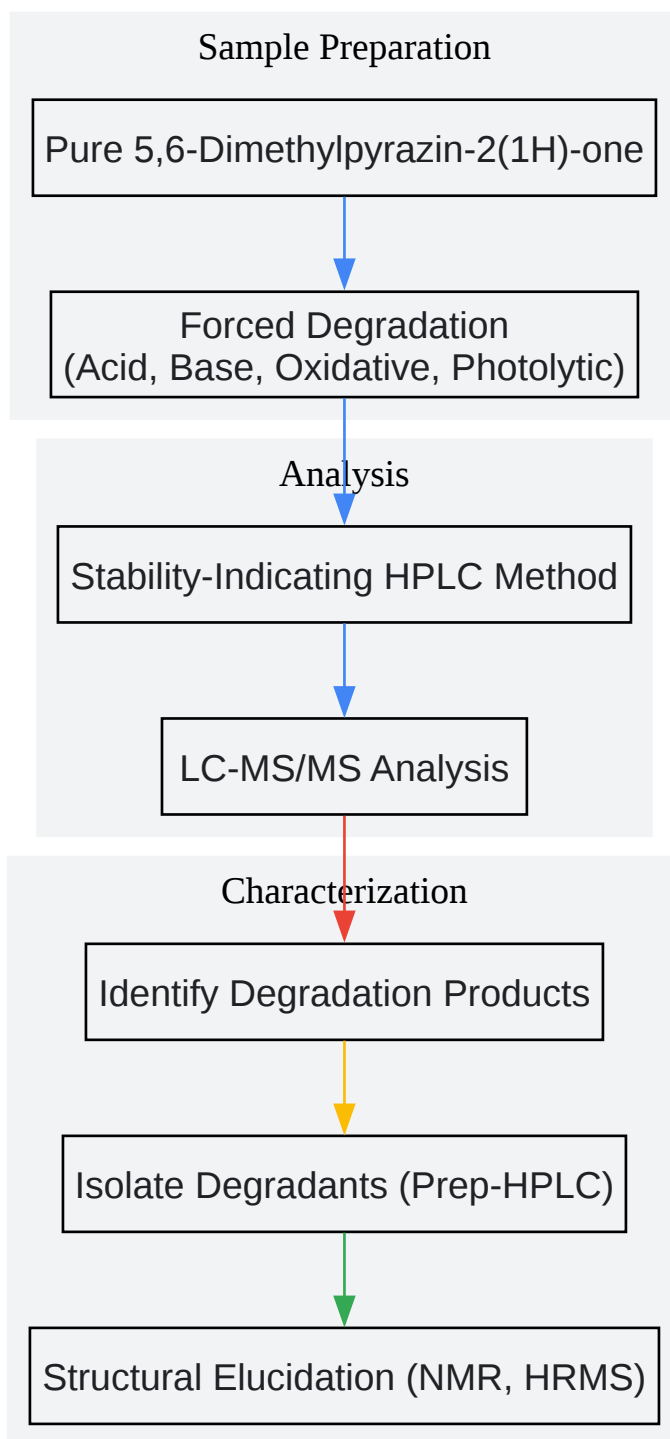 Sample Preparation
Pure 5,6-Dimethylpyrazin-2(1H)-one
Forced Degradation
(Acid, Base, Oxidative, Photolytic)
Analysis
Stability-Indicating HPLC Method
LC-MS/MS Analysis
Characterization
Identify Degradation Products
Isolate Degradants (Prep-HPLC)
Structural Elucidation (NMR, HRMS)